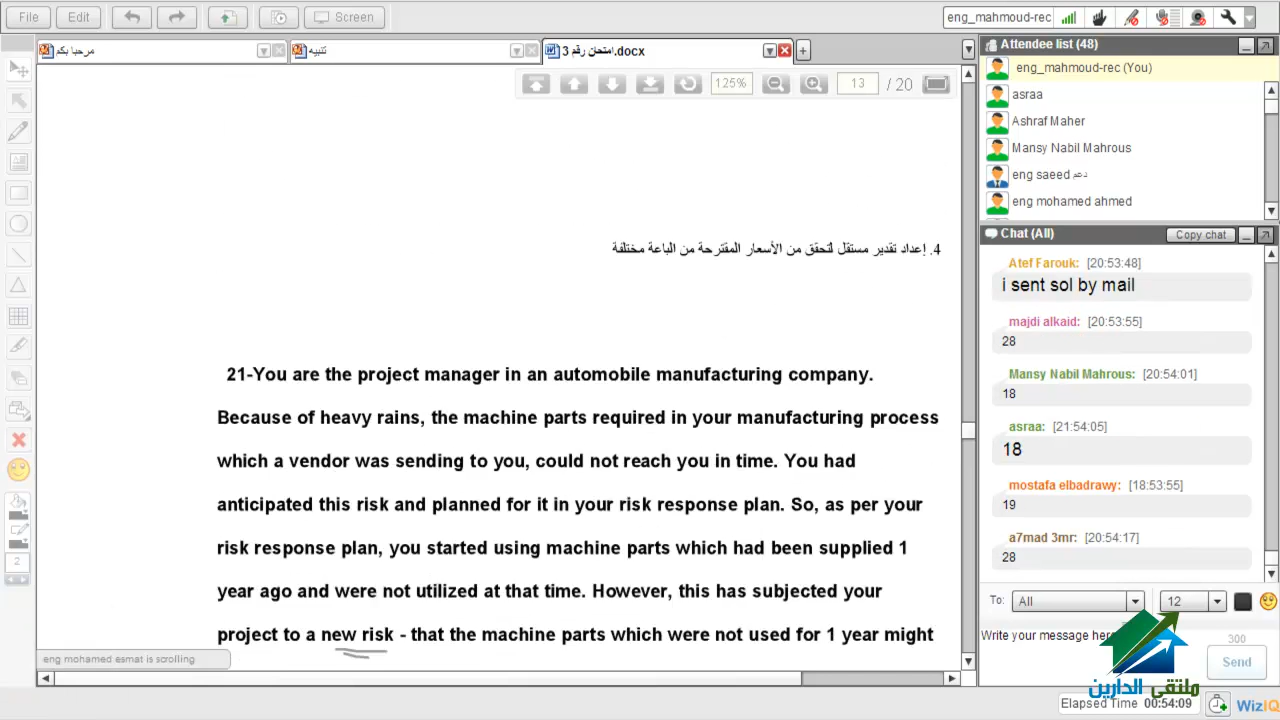 File
Edit
Screen
eng_mahmoud-rec
مرحبا بكم
تنبيه
امتحان رقم 3.docx
125%
13
/ 20
4. إعداد تقدير مستقل لتحقق من الأسعار المقترحة من الباعة مختلفة
21-You are the project manager in an automobile manufacturing company.
Because of heavy rains, the machine parts required in your manufacturing process
which a vendor was sending to you, could not reach you in time. You had
anticipated this risk and planned for it in your risk response plan. So, as per your
risk response plan, you started using machine parts which had been supplied 1
year ago and were not utilized at that time. However, this has subjected your
project to a new risk - that the machine parts which were not used for 1 year might
eng mohamed esmat is scrolling
2
Attendee list (48)
eng_mahmoud-rec (You)
asraa
Ashraf Maher
Mansy Nabil Mahrous
eng saeed دعم
eng mohamed ahmed
Chat (All)
Copy chat
Atef Farouk: [20:53:48]
i sent sol by mail
majdi alkaid: [20:53:55]
28
Mansy Nabil Mahrous: [20:54:01]
18
asraa: [21:54:05]
18
mostafa elbadrawy: [18:53:55]
19
a7mad 3mr: [20:54:17]
28
To:
All
12
Write your message here
300
Send
ملتقى الدارين
Elapsed Time 00:54:09
WizIQ